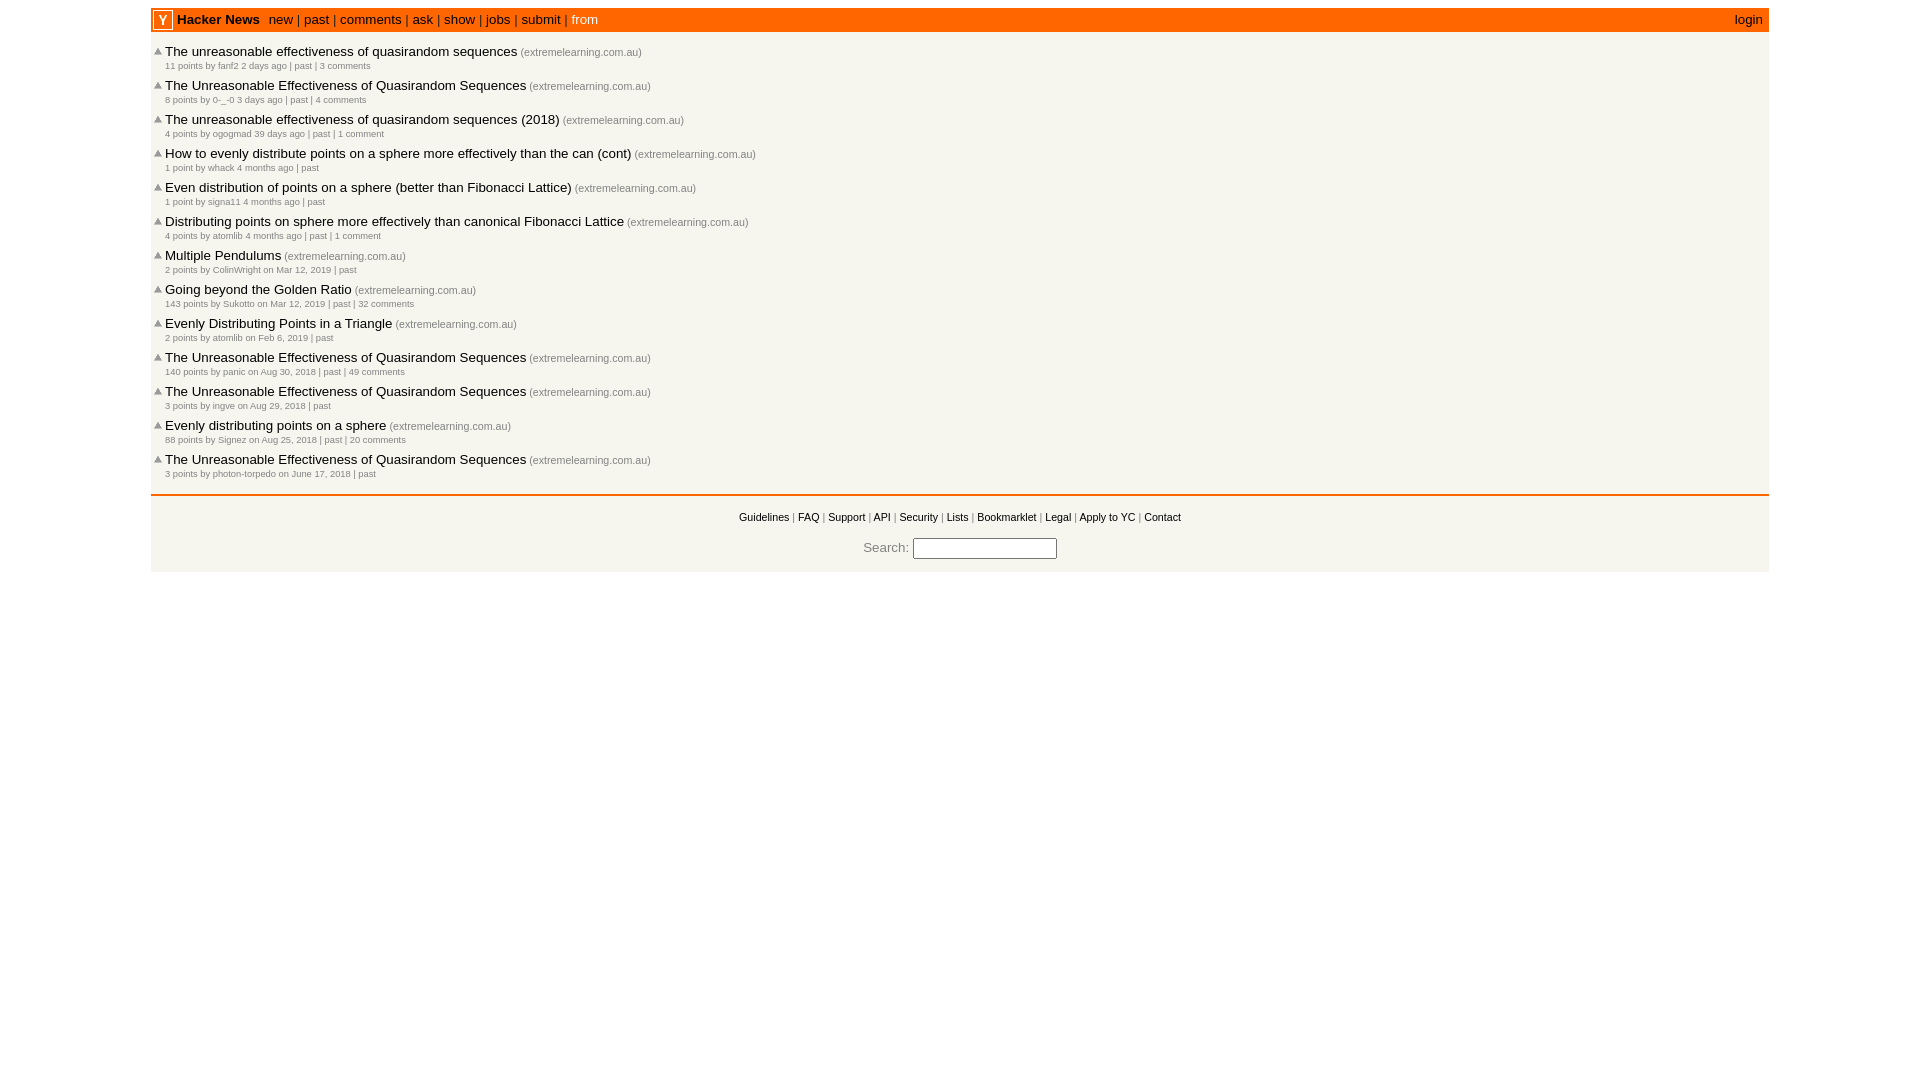 Y Hacker News new | past | comments | ask | show | jobs | submit | from login
The unreasonable effectiveness of quasirandom sequences (extremelearning.com.au)
11 points by fanf2 2 days ago | past | 3 comments
The Unreasonable Effectiveness of Quasirandom Sequences (extremelearning.com.au)
8 points by 0-_-0 3 days ago | past | 4 comments
The unreasonable effectiveness of quasirandom sequences (2018) (extremelearning.com.au)
4 points by ogogmad 39 days ago | past | 1 comment
How to evenly distribute points on a sphere more effectively than the can (cont) (extremelearning.com.au)
1 point by whack 4 months ago | past
Even distribution of points on a sphere (better than Fibonacci Lattice) (extremelearning.com.au)
1 point by signa11 4 months ago | past
Distributing points on sphere more effectively than canonical Fibonacci Lattice (extremelearning.com.au)
4 points by atomlib 4 months ago | past | 1 comment
Multiple Pendulums (extremelearning.com.au)
2 points by ColinWright on Mar 12, 2019 | past
Going beyond the Golden Ratio (extremelearning.com.au)
143 points by Sukotto on Mar 12, 2019 | past | 32 comments
Evenly Distributing Points in a Triangle (extremelearning.com.au)
2 points by atomlib on Feb 6, 2019 | past
The Unreasonable Effectiveness of Quasirandom Sequences (extremelearning.com.au)
140 points by panic on Aug 30, 2018 | past | 49 comments
The Unreasonable Effectiveness of Quasirandom Sequences (extremelearning.com.au)
3 points by ingve on Aug 29, 2018 | past
Evenly distributing points on a sphere (extremelearning.com.au)
88 points by Signez on Aug 25, 2018 | past | 20 comments
The Unreasonable Effectiveness of Quasirandom Sequences (extremelearning.com.au)
3 points by photon-torpedo on June 17, 2018 | past
Guidelines | FAQ | Support | API | Security | Lists | Bookmarklet | Legal | Apply to YC | Contact
Search: